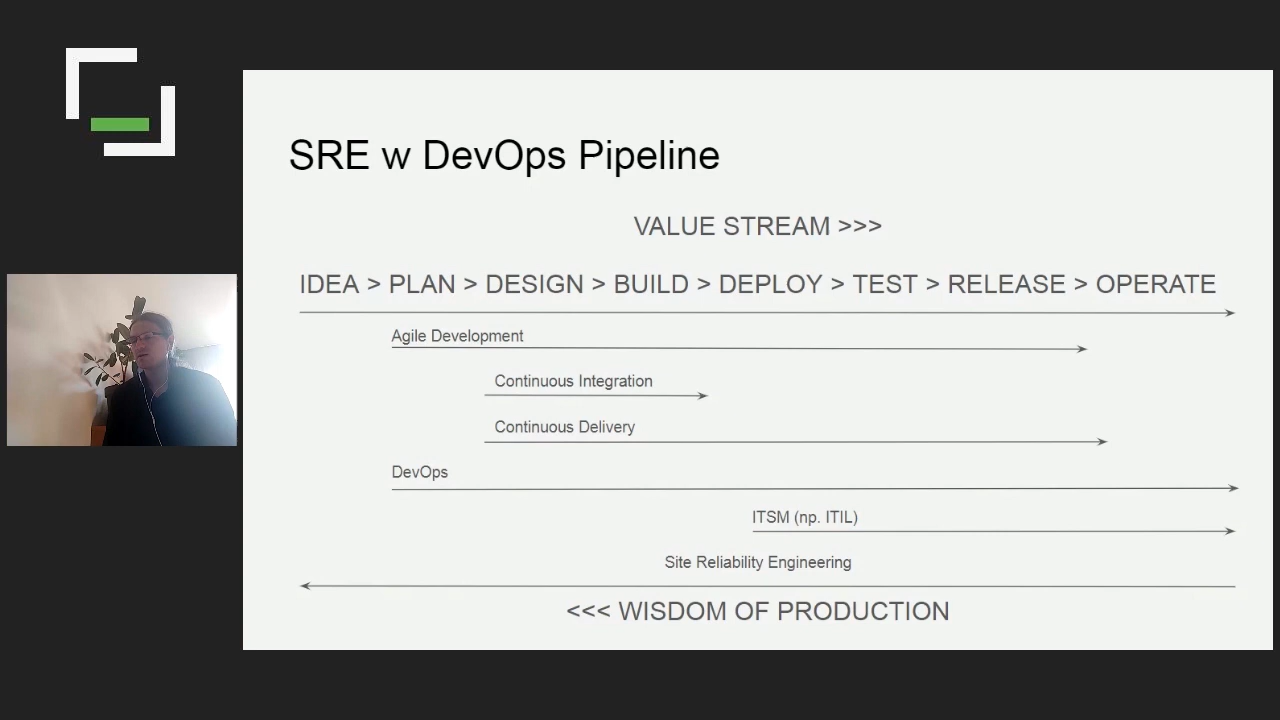 SRE w DevOps Pipeline
VALUE STREAM >>>
IDEA > PLAN > DESIGN > BUILD > DEPLOY > TEST > RELEASE > OPERATE
Agile Development
Continuous Integration
Continuous Delivery
DevOps
ITSM (np. ITIL)
Site Reliability Engineering
<<< WISDOM OF PRODUCTION